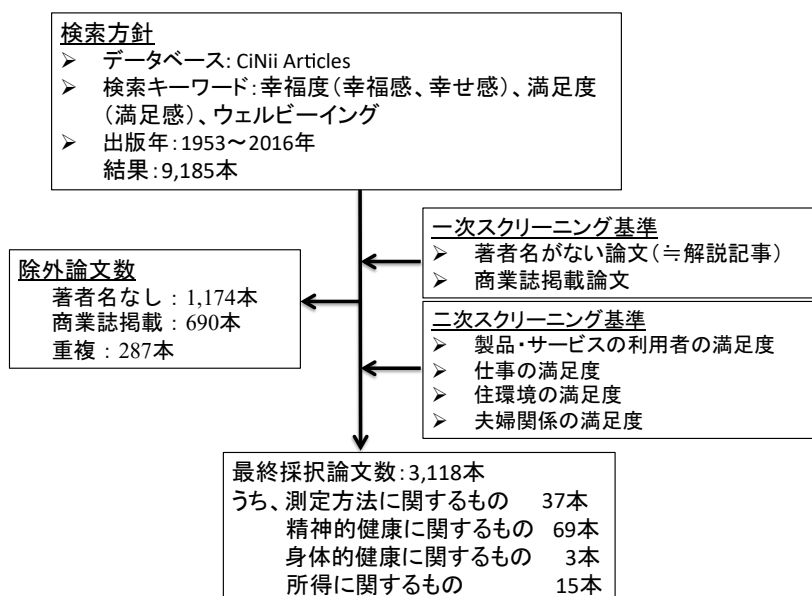 検索方針
➢ データベース: CiNii Articles
➢ 検索キーワード:幸福度(幸福感、幸せ感)、満足度
(満足感)、ウェルビーイング
➢ 出版年:1953〜2016年
結果:9,185本
一次スクリーニング基準
➢ 著者名がない論文(≒解説記事)
➢ 商業誌掲載論文
除外論文数
著者名なし : 1,174本
商業誌掲載 : 690本
重複 : 287本
二次スクリーニング基準
➢ 製品・サービスの利用者の満足度
➢ 仕事の満足度
➢ 住環境の満足度
➢ 夫婦関係の満足度
最終採択論文数:3,118本
うち、測定方法に関するもの 37本
精神的健康に関するもの 69本
身体的健康に関するもの 3本
所得に関するもの 15本